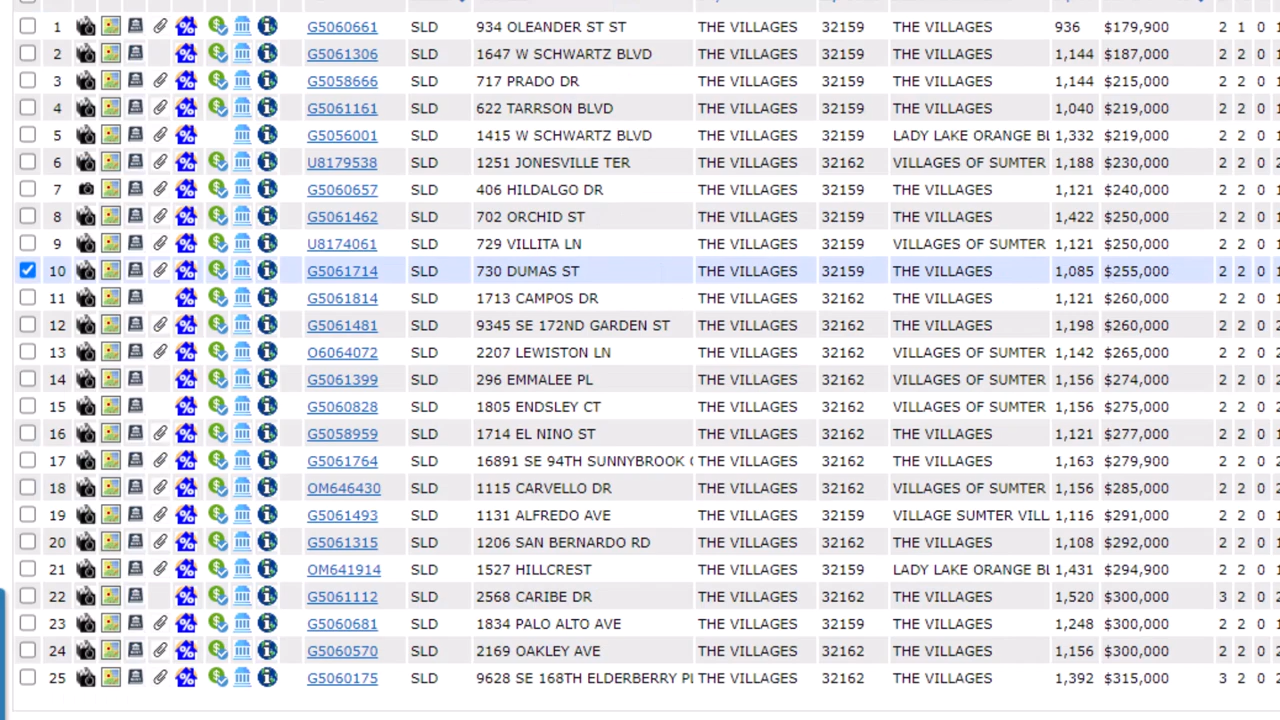 1 G5060661 SLD 934 OLEANDER ST ST THE VILLAGES 32159 THE VILLAGES 936 $179,900 2 1 0
2 G5061306 SLD 1647 W SCHWARTZ BLVD THE VILLAGES 32159 THE VILLAGES 1,144 $187,000 2 2 0
3 G5058666 SLD 717 PRADO DR THE VILLAGES 32159 THE VILLAGES 1,144 $215,000 2 2 0
4 G5061161 SLD 622 TARRSON BLVD THE VILLAGES 32159 THE VILLAGES 1,040 $219,000 2 2 0
5 G5056001 SLD 1415 W SCHWARTZ BLVD THE VILLAGES 32159 LADY LAKE ORANGE BL 1,332 $219,000 2 2 0
6 U8179538 SLD 1251 JONESVILLE TER THE VILLAGES 32162 VILLAGES OF SUMTER 1,188 $230,000 2 2 0
7 G5060657 SLD 406 HILDALGO DR THE VILLAGES 32159 THE VILLAGES 1,121 $240,000 2 2 0
8 G5061462 SLD 702 ORCHID ST THE VILLAGES 32159 THE VILLAGES 1,422 $250,000 2 2 0
9 U8174061 SLD 729 VILLITA LN THE VILLAGES 32159 VILLAGES OF SUMTER 1,121 $250,000 2 2 0
10 G5061714 SLD 730 DUMAS ST THE VILLAGES 32159 THE VILLAGES 1,085 $255,000 2 2 0
11 G5061814 SLD 1713 CAMPOS DR THE VILLAGES 32162 THE VILLAGES 1,121 $260,000 2 2 0
12 G5061481 SLD 9345 SE 172ND GARDEN ST THE VILLAGES 32162 THE VILLAGES 1,198 $260,000 2 2 0
13 O6064072 SLD 2207 LEWISTON LN THE VILLAGES 32162 VILLAGES OF SUMTER 1,142 $265,000 2 2 0
14 G5061399 SLD 296 EMMALEE PL THE VILLAGES 32162 VILLAGES OF SUMTER 1,156 $274,000 2 2 0
15 G5060828 SLD 1805 ENDSLEY CT THE VILLAGES 32162 VILLAGES OF SUMTER 1,156 $275,000 2 2 0
16 G5058959 SLD 1714 EL NINO ST THE VILLAGES 32159 THE VILLAGES 1,121 $277,000 2 2 0
17 G5061764 SLD 16891 SE 94TH SUNNYBROOK THE VILLAGES 32162 THE VILLAGES 1,163 $279,900 2 2 0
18 OM646430 SLD 1115 CARVELLO DR THE VILLAGES 32162 VILLAGES OF SUMTER 1,156 $285,000 2 2 0
19 G5061493 SLD 1131 ALFREDO AVE THE VILLAGES 32159 VILLAGE SUMTER VILL 1,116 $291,000 2 2 0
20 G5061315 SLD 1206 SAN BERNARDO RD THE VILLAGES 32162 THE VILLAGES 1,108 $292,000 2 2 0
21 OM641914 SLD 1527 HILLCREST THE VILLAGES 32159 LADY LAKE ORANGE BL 1,431 $294,900 2 2 0
22 G5061112 SLD 2568 CARIBE DR THE VILLAGES 32162 THE VILLAGES 1,520 $300,000 3 2 0
23 G5060681 SLD 1834 PALO ALTO AVE THE VILLAGES 32159 THE VILLAGES 1,248 $300,000 2 2 0
24 G5060570 SLD 2169 OAKLEY AVE THE VILLAGES 32162 THE VILLAGES 1,156 $300,000 2 2 0
25 G5060175 SLD 9628 SE 168TH ELDERBERRY PL THE VILLAGES 32162 THE VILLAGES 1,392 $315,000 3 2 0